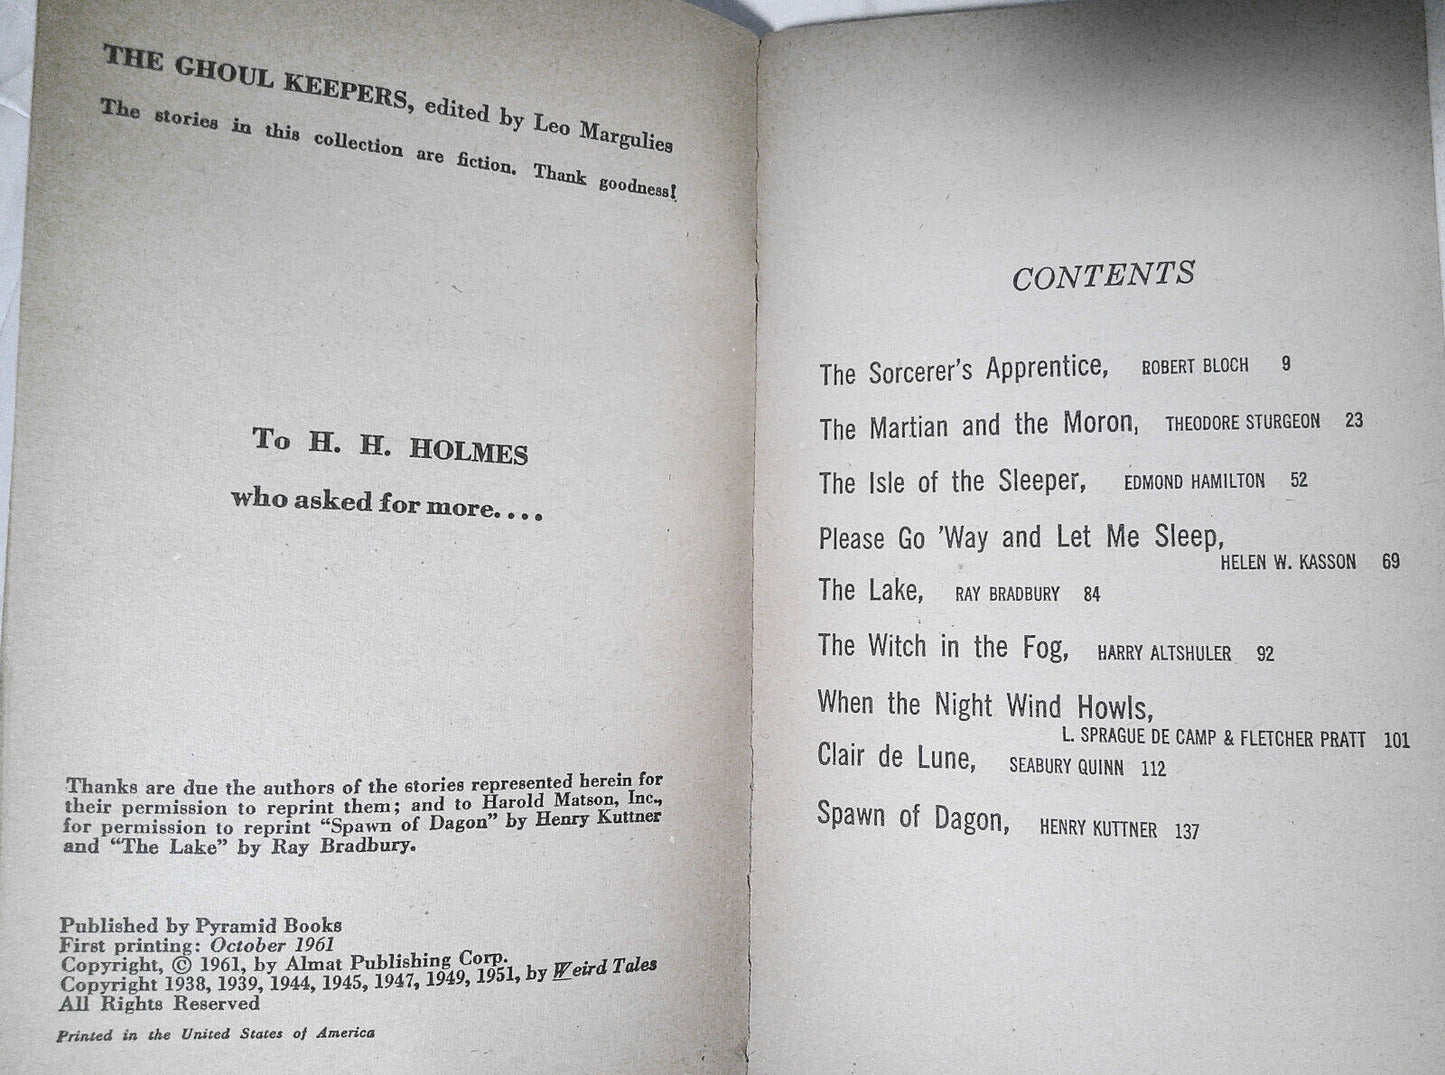 THE GHOUL KEEPERS, edited by Leo Margulies
The stories in this collection are fiction. Thank goodness!
To H. H. HOLMES
who asked for more....
Thanks are due the authors of the stories represented herein for
their permission to reprint them; and to Harold Matson, Inc.,
for permission to reprint “Spawn of Dagon” by Henry Kuttner
and “The Lake” by Ray Bradbury.
Published by Pyramid Books
First printing: October 1961
Copyright, © 1961, by Almat Publishing Corp.
Copyright 1938, 1939, 1944, 1945, 1947, 1949, 1951, by Weird Tales
All Rights Reserved
Printed in the United States of America
CONTENTS
The Sorcerer's Apprentice, ROBERT BLOCH 9
The Martian and the Moron, THEODORE STURGEON 23
The Isle of the Sleeper, EDMOND HAMILTON 52
Please Go 'Way and Let Me Sleep,
HELEN W. KASSON 69
The Lake, RAY BRADBURY 84
The Witch in the Fog, HARRY ALTSHULER 92
When the Night Wind Howls,
L. SPRAGUE DE CAMP & FLETCHER PRATT 101
Clair de Lune, SEABURY QUINN 112
Spawn of Dagon, HENRY KUTTNER 137